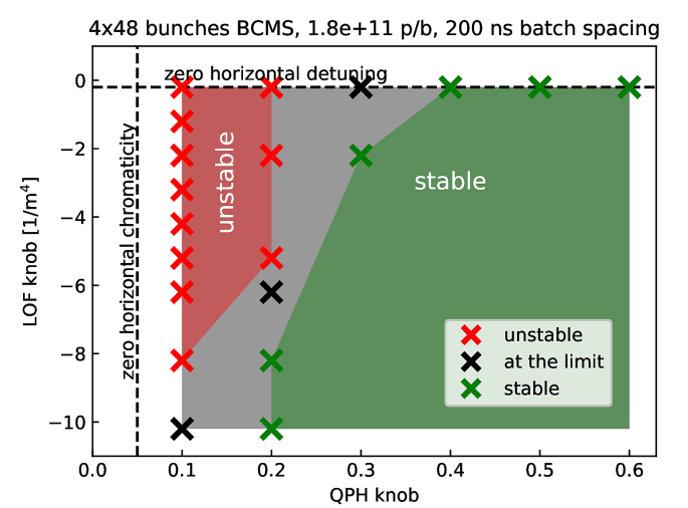 4x48 bunches BCMS, 1.8e+11 p/b, 200 ns batch spacing
zero horizontal detuning
zero horizontal chromaticity
unstable
stable
LOF knob [1/m⁴]
0
−2
−4
−6
−8
−10
unstable
at the limit
stable
0.0 0.1 0.2 0.3 0.4 0.5 0.6
QPH knob